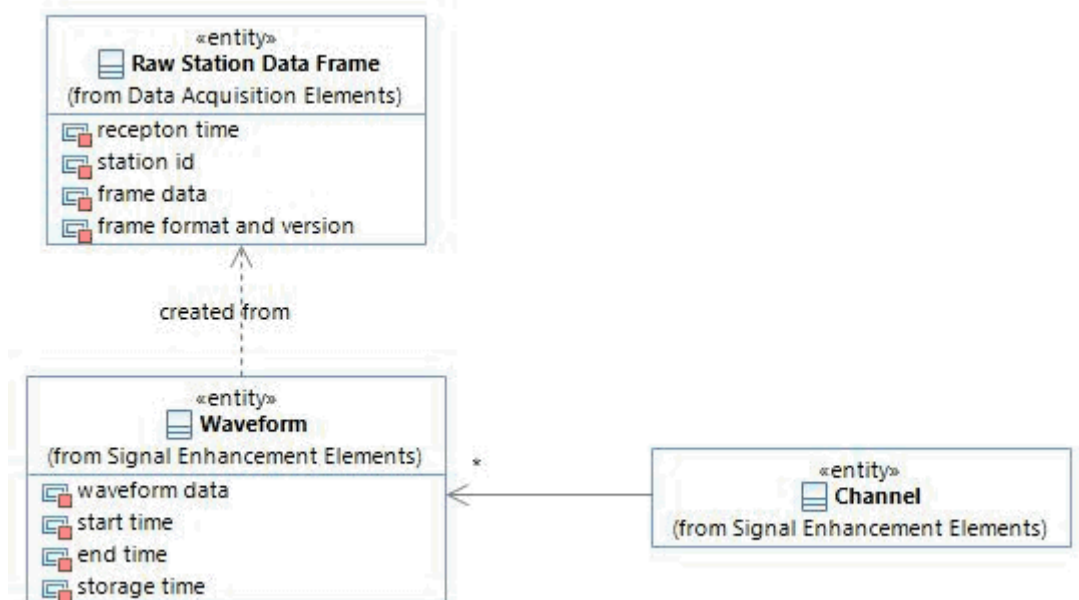 «entity»
Raw Station Data Frame
(from Data Acquisition Elements)
recepton time
station id
frame data
frame format and version
created from
«entity»
Waveform
(from Signal Enhancement Elements)
waveform data
start time
end time
storage time
*
«entity»
Channel
(from Signal Enhancement Elements)